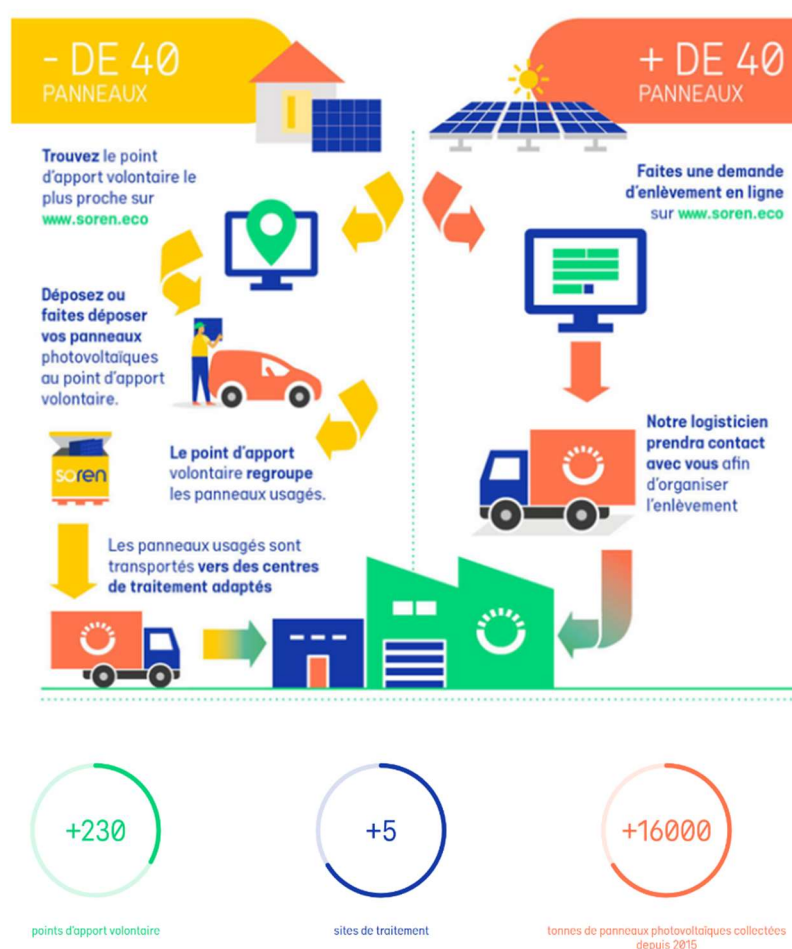 - DE 40
PANNEAUX
Trouvez le point
d'apport volontaire le
plus proche sur
www.soren.eco
Déposez ou
faites déposer
vos panneaux
photovoltaïques
au point d'apport
volontaire.
soren
Le point d'apport
volontaire regroupe
les panneaux usagés.
Les panneaux usagés sont
transportés vers des centres
de traitement adaptés
+ DE 40
PANNEAUX
Faites une demande
d'enlèvement en ligne
sur www.soren.eco
Notre logisticien
prendra contact
avec vous afin
d'organiser
l'enlèvement
+230
points d'apport volontaire
+5
sites de traitement
+16000
tonnes de panneaux photovoltaïques collectées
depuis 2015